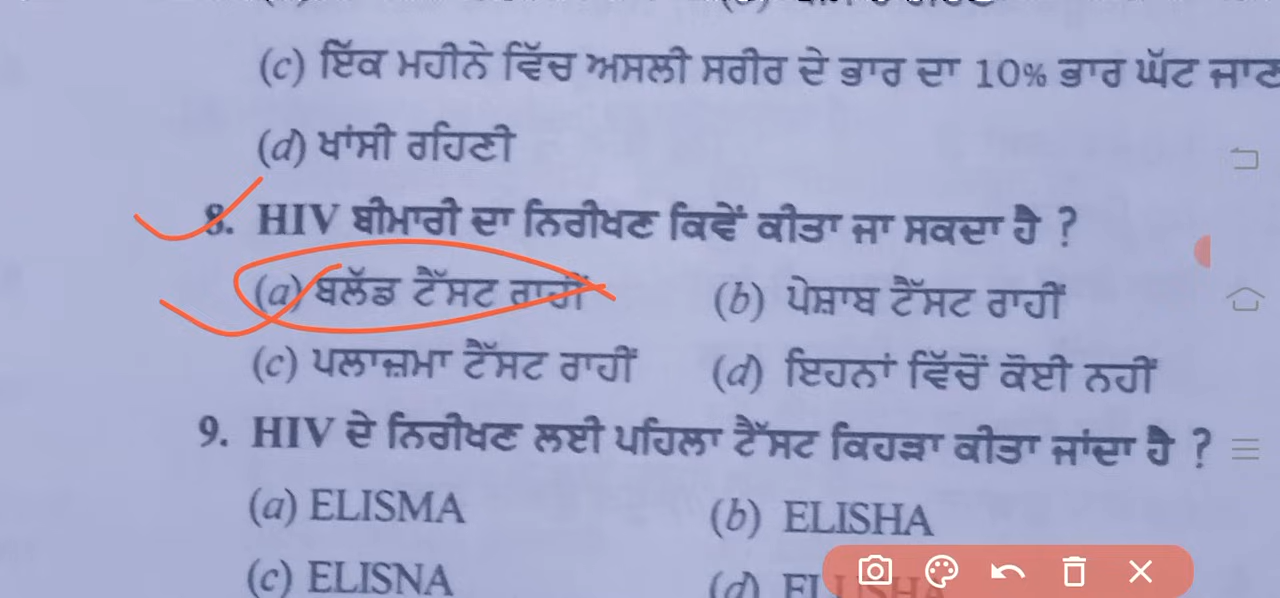 (c) ਇੱਕ ਮਹੀਨੇ ਵਿੱਚ ਅਸਲੀ ਸਰੀਰ ਦੇ ਭਾਰ ਦਾ 10% ਭਾਰ ਘੱਟ
(d) ਖਾਂਸੀ ਰਹਿਣੀ
8. HIV ਬੀਮਾਰੀ ਦਾ ਨਿਰੀਖਣ ਕਿਵੇਂ ਕੀਤਾ ਜਾ ਸਕਦਾ ਹੈ ?
(a) ਬਲੱਡ ਟੈੱਸਟ ਰਾਹੀਂ (b) ਪੇਸ਼ਾਬ ਟੈੱਸਟ ਰਾਹੀਂ
(c) ਪਲਾਜ਼ਮਾ ਟੈੱਸਟ ਰਾਹੀਂ (d) ਇਹਨਾਂ ਵਿੱਚੋਂ ਕੋਈ ਨਹੀਂ
9. HIV ਦੇ ਨਿਰੀਖਣ ਲਈ ਪਹਿਲਾ ਟੈੱਸਟ ਕਿਹੜਾ ਕੀਤਾ ਜਾਂਦਾ ਹੈ ?
(a) ELISMA (b) ELISHA
(c) ELISNA (d)